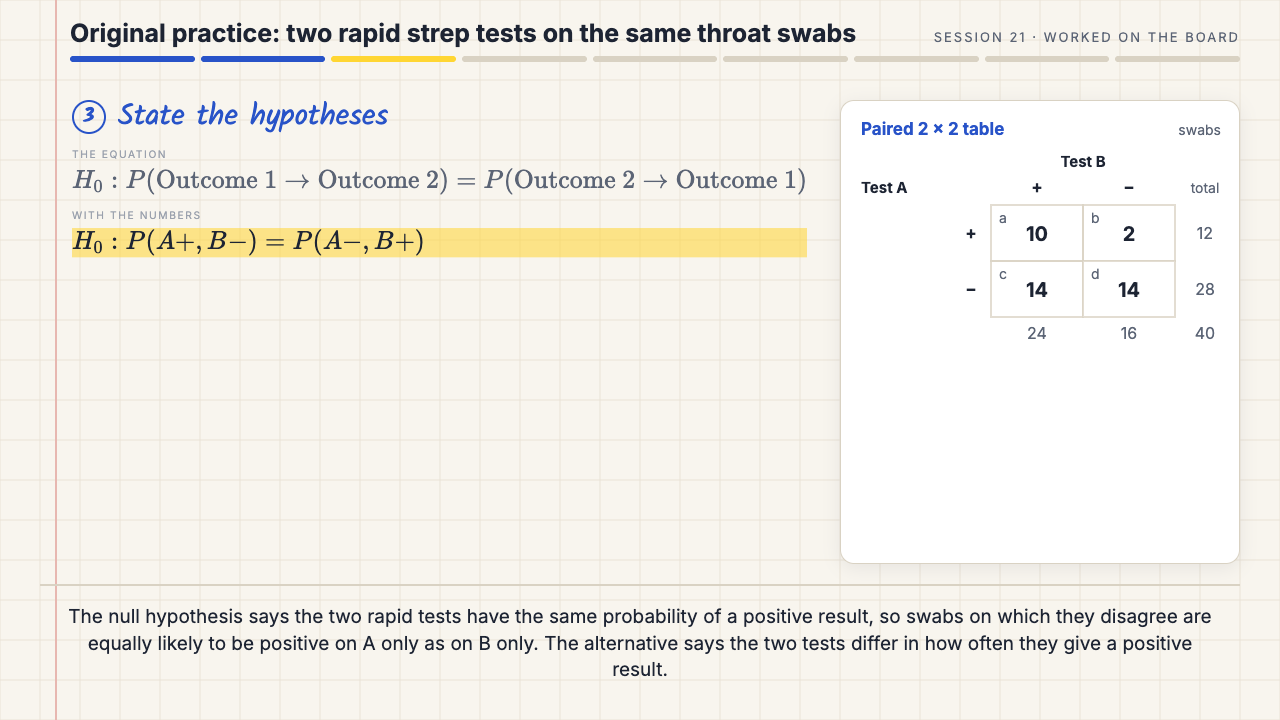 Original practice: two rapid strep tests on the same throat swabs
SESSION 21 · WORKED ON THE BOARD
3 State the hypotheses
THE EQUATION
H₀ : P(Outcome 1 → Outcome 2) = P(Outcome 2 → Outcome 1)
WITH THE NUMBERS
H₀ : P(A+, B−) = P(A−, B+)
Paired 2 × 2 table swabs
Test B
Test A + − total
+ a 10 b 2 12
− c 14 d 14 28
24 16 40
The null hypothesis says the two rapid tests have the same probability of a positive result, so swabs on which they disagree are
equally likely to be positive on A only as on B only. The alternative says the two tests differ in how often they give a positive
result.